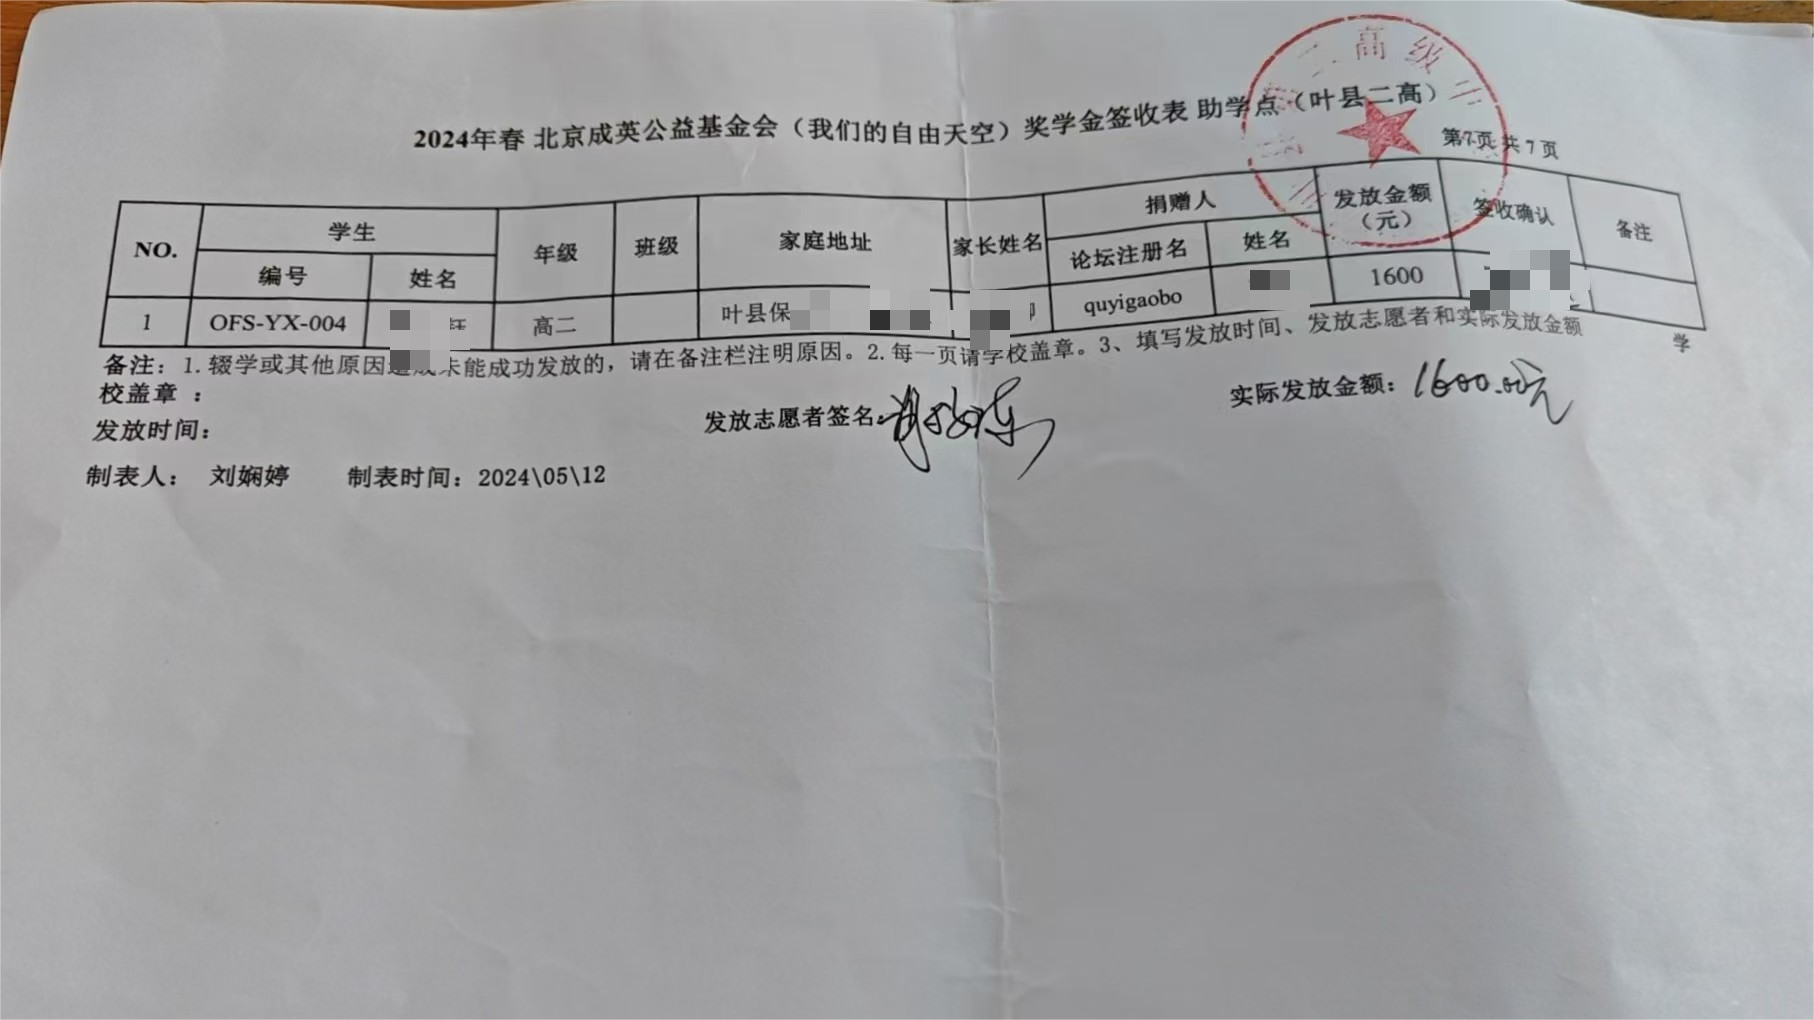 2024年春 北京成英公益基金会（我们的自由天空）奖学金签收表 助学点（叶县二高）
第7页 共 7 页
NO. 学生 年级 班级 家庭地址 家长姓名 捐赠人 发放金额（元） 签收确认 备注
编号 姓名 论坛注册名 姓名
1 OFS-YX-004 高二 叶县保 quyigaobo 1600
备注：1.辍学或其他原因造成未能成功发放的，请在备注栏注明原因。2.每一页请学校盖章。3、填写发放时间、发放志愿者和实际发放金额 学
校盖章 ：
发放时间： 发放志愿者签名： 实际发放金额：1600.00元
制表人： 刘娴婷 制表时间：2024\05\12